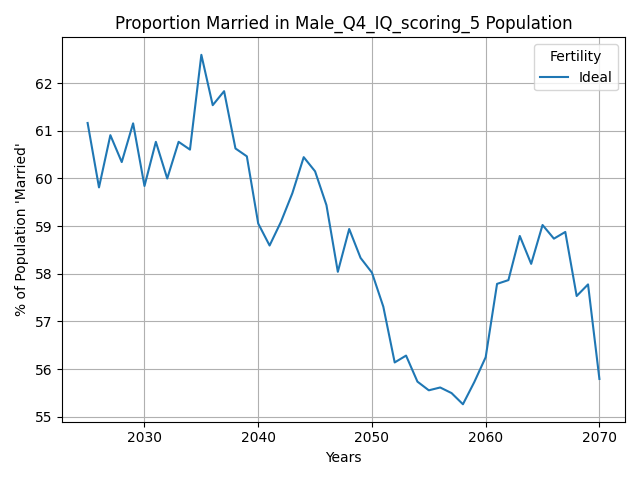 Proportion Married in Male_Q4_IQ_scoring_5 Population
Fertility
Ideal
% of Population 'Married'
62
61
60
59
58
57
56
55
2030
2040
2050
2060
2070
Years